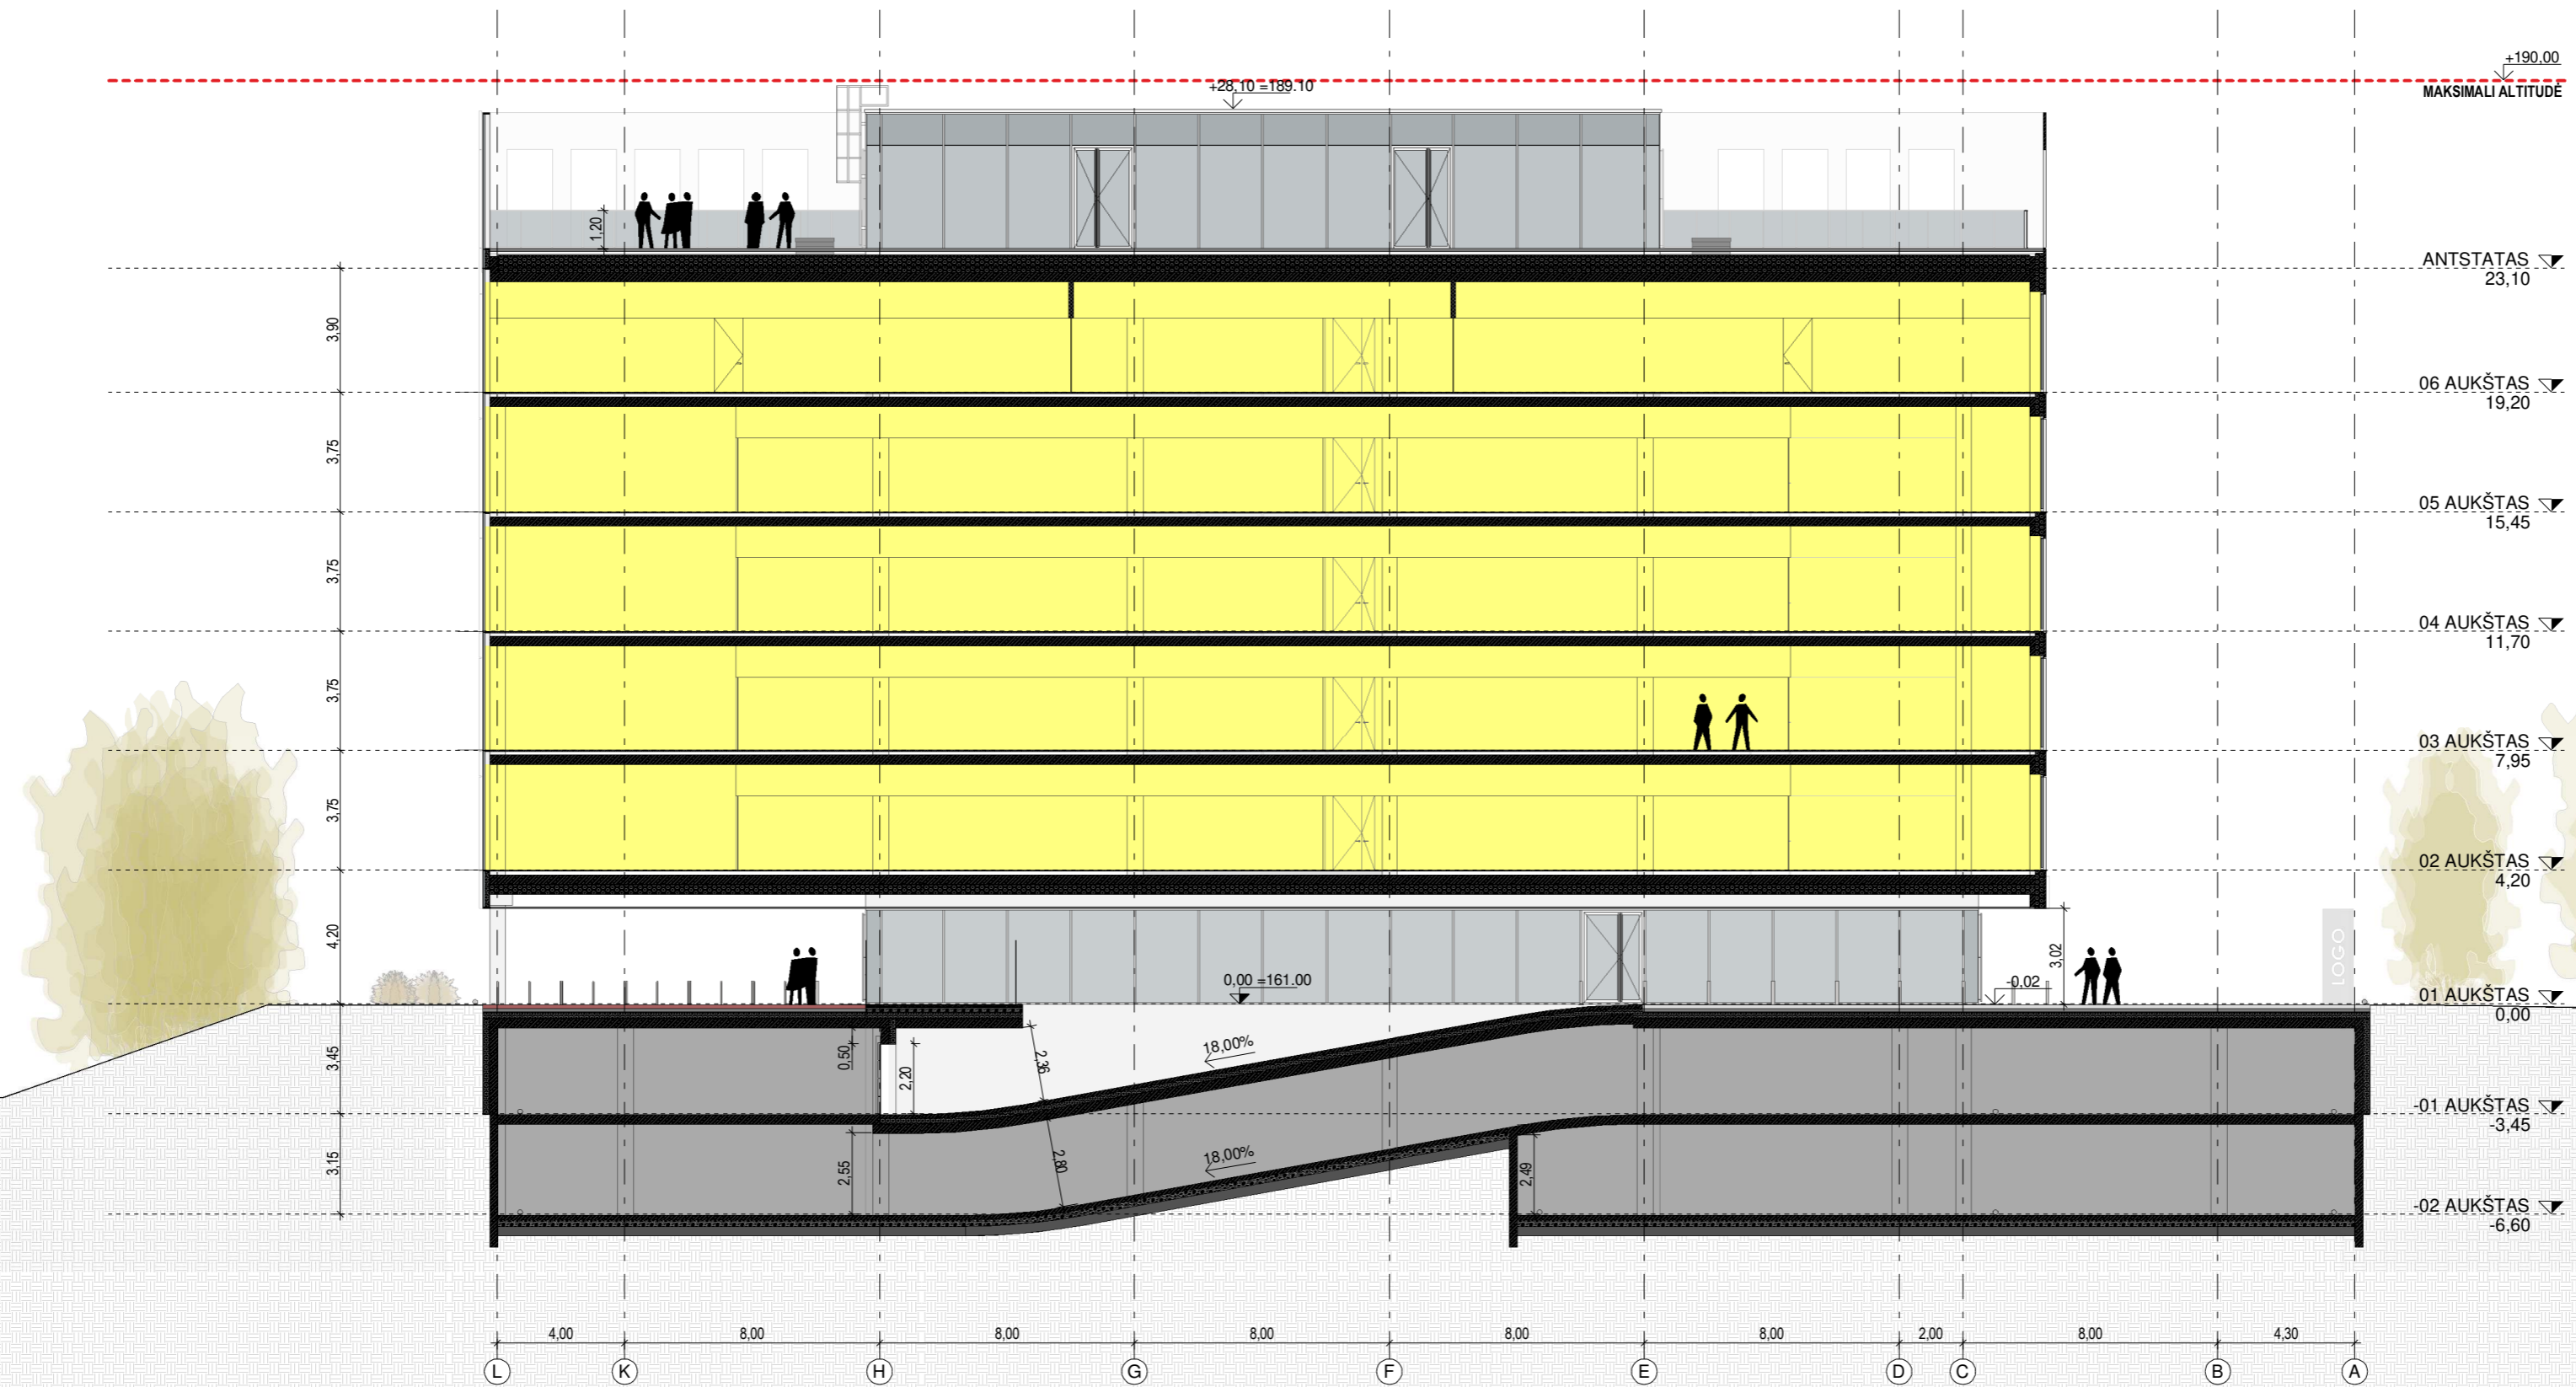 +190,00
MAKSIMALI ALTITUDĖ
+28,10 =189.10
1,20
ANTSTATAS
23,10
3,90
06 AUKŠTAS
19,20
3,75
05 AUKŠTAS
15,45
3,75
04 AUKŠTAS
11,70
3,75
03 AUKŠTAS
7,95
3,75
02 AUKŠTAS
4,20
4,20
3,02
LOGO
0,00 =161.00
-0,02
01 AUKŠTAS
0,00
3,45
0,50
2,20
2,36
18,00%
-01 AUKŠTAS
-3,45
3,15
2,55
2,80
18,00%
2,49
-02 AUKŠTAS
-6,60
4,00 8,00 8,00 8,00 8,00 8,00 2,00 8,00 4,30
L K H G F E D C B A